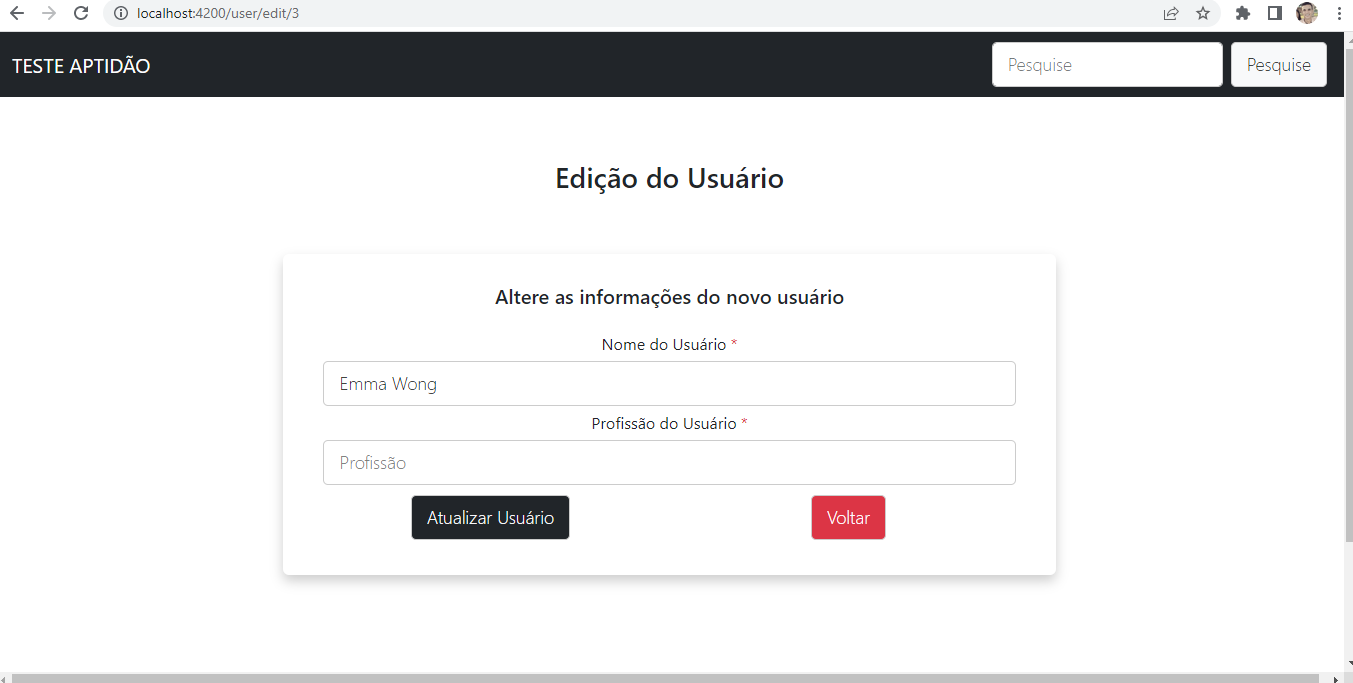 localhost:4200/user/edit/3
TESTE APTIDÃO
Pesquise
Pesquise
Edição do Usuário
Altere as informações do novo usuário
Nome do Usuário *
Emma Wong
Profissão do Usuário *
Profissão
Atualizar Usuário
Voltar